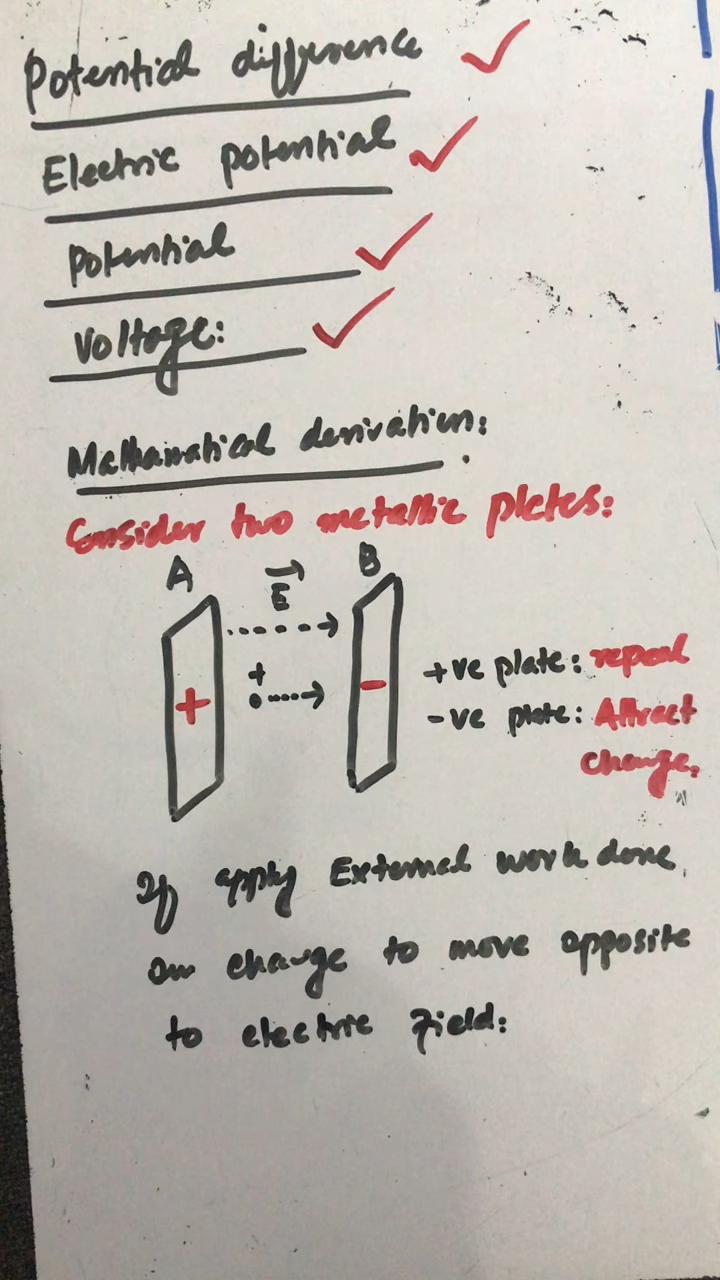 Potential difference
Electric potential
Potential
Voltage:
Mathamatical derivation:
Consider two metallic plates:
A
E
B
+
+
-
+ve plate: repeal
-ve plate: Attract
charge,
If apply External work done,
on charge to move opposite
to electric field: